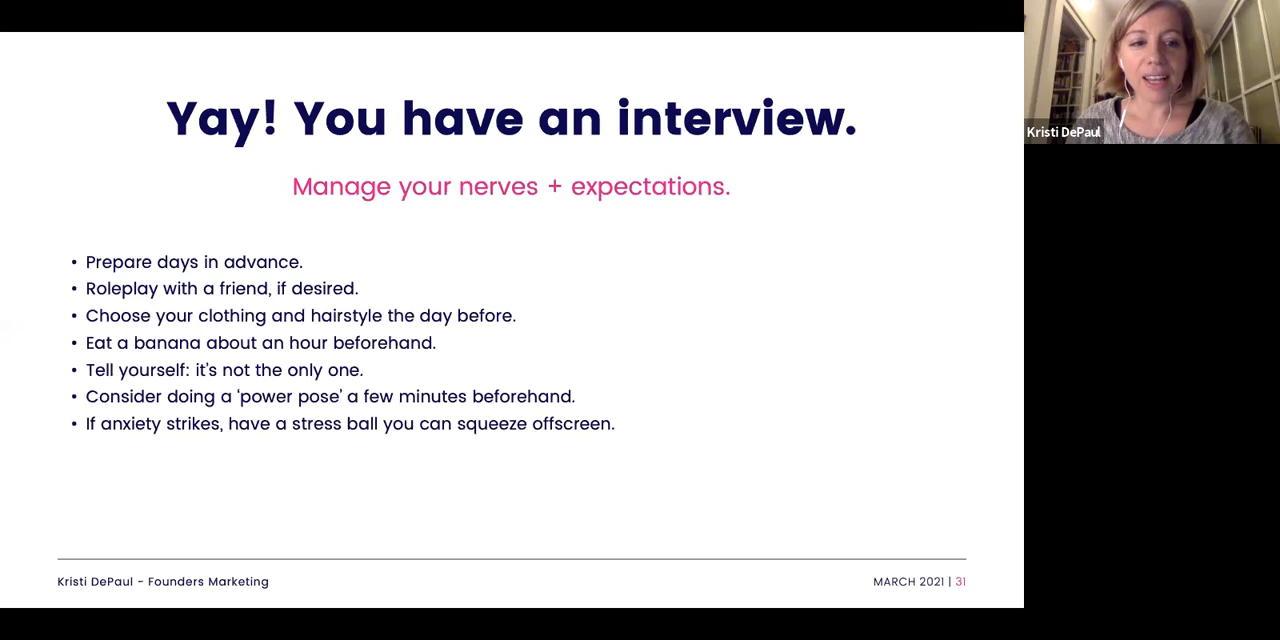 Yay! You have an interview.
Manage your nerves + expectations.
• Prepare days in advance.
• Roleplay with a friend, if desired.
• Choose your clothing and hairstyle the day before.
• Eat a banana about an hour beforehand.
• Tell yourself: it’s not the only one.
• Consider doing a ‘power pose’ a few minutes beforehand.
• If anxiety strikes, have a stress ball you can squeeze offscreen.
Kristi DePaul - Founders Marketing
MARCH 2021 | 31
Kristi DePaul